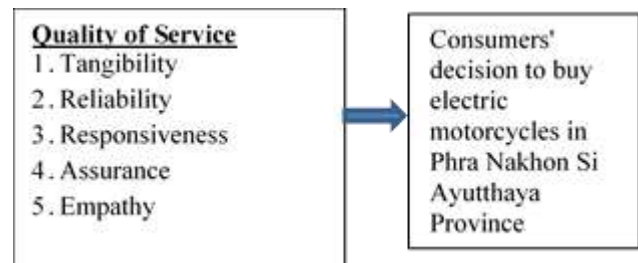 Quality of Service
1. Tangibility
2. Reliability
3. Responsiveness
4. Assurance
5. Empathy
Consumers'
decision to buy
electric
motorcycles in
Phra Nakhon Si
Ayutthaya
Province